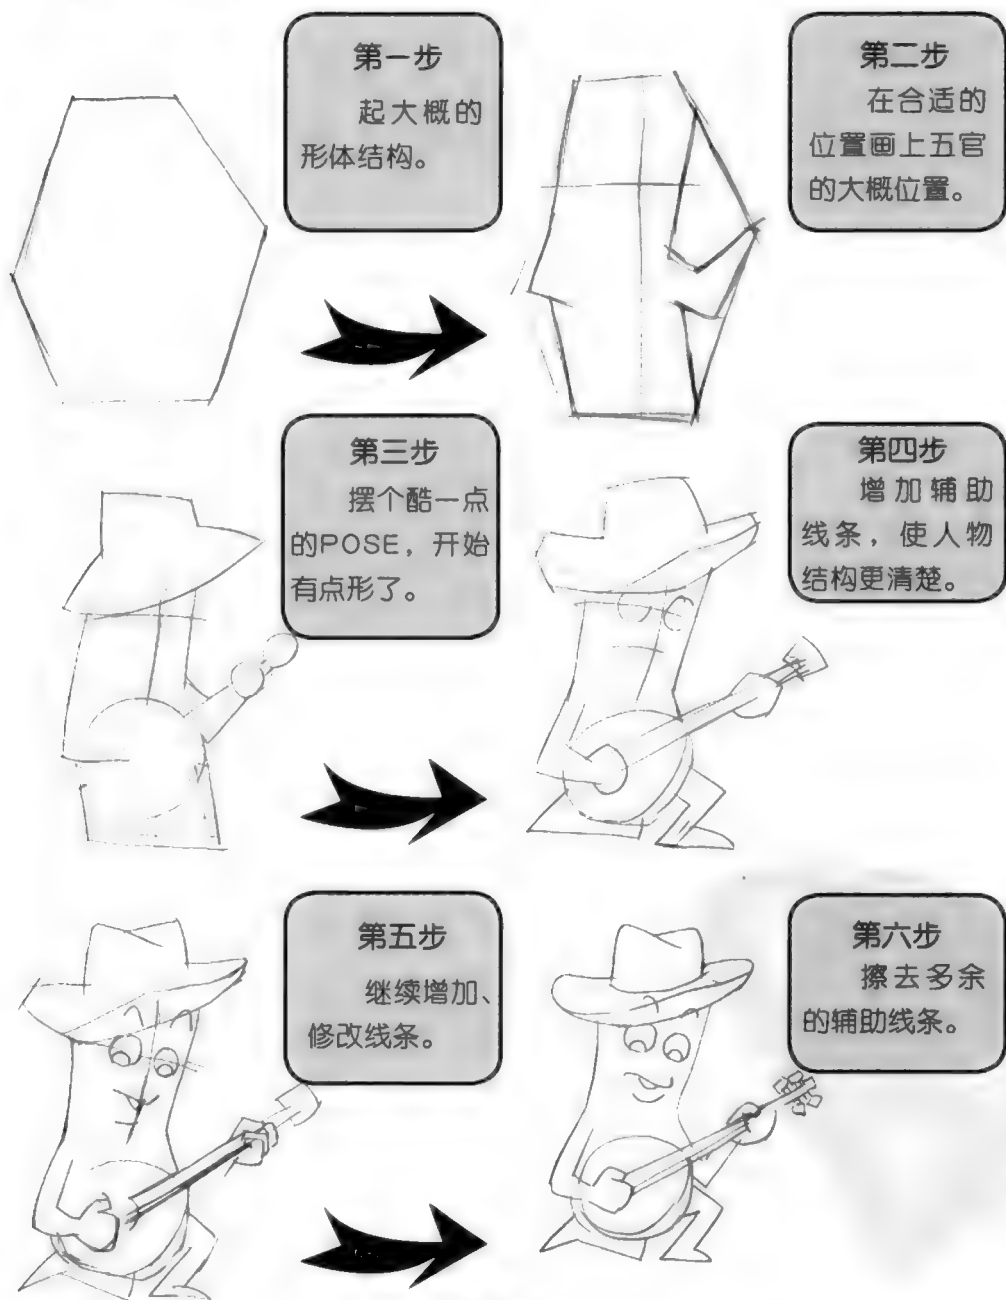 第一步
起大概的
形体结构。
第二步
在合适的
位置画上五官
的大概位置。
第三步
摆个酷一点
的POSE，开始
有点形了。
第四步
增加辅助
线条，使人物
结构更清楚。
第五步
继续增加、
修改线条。
第六步
擦去多余
的辅助线条。